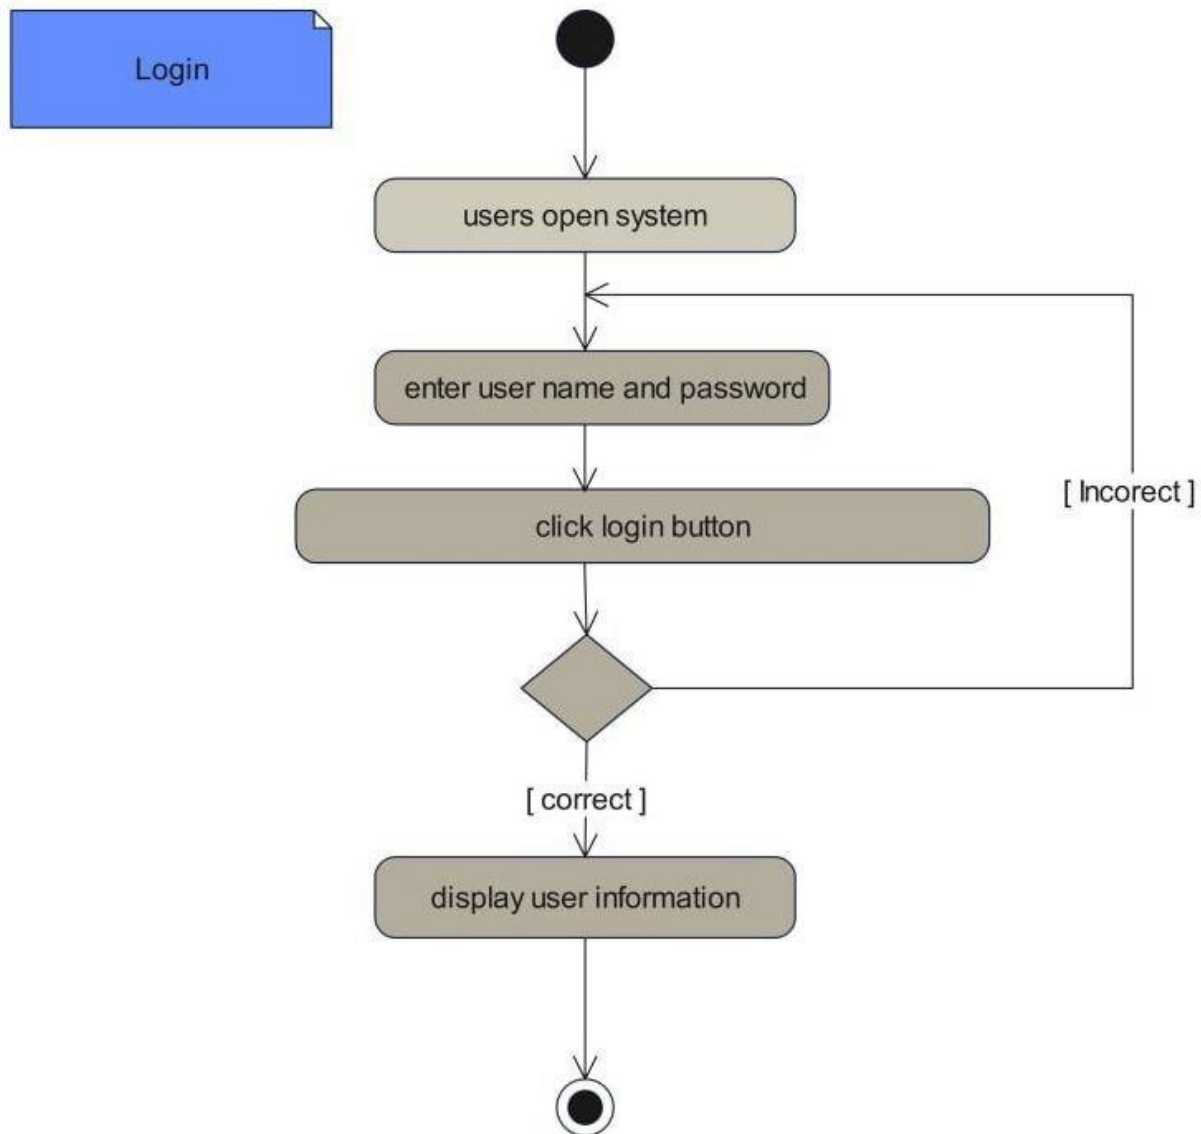 Login
users open system
enter user name and password
click login button
[ Incorect ]
[ correct ]
display user information